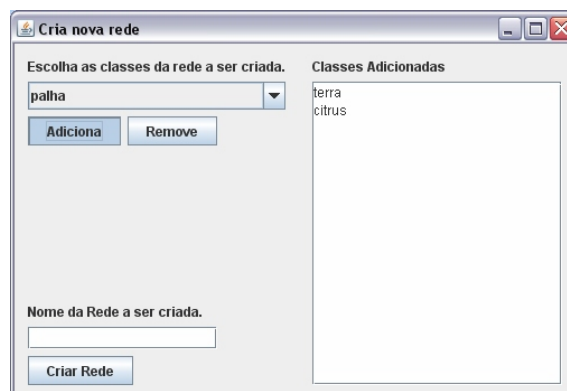 Cria nova rede
Escolha as classes da rede a ser criada.
palha
Adiciona
Remove
Classes Adicionadas
terra
citrus
Nome da Rede a ser criada.
Criar Rede